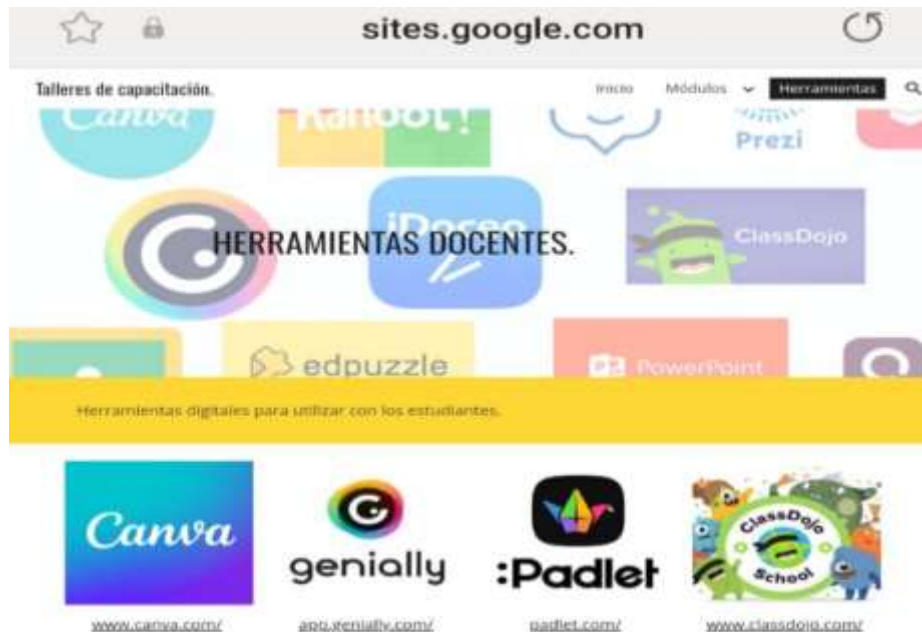 sites.google.com
Talleres de capacitación.
Inicio Módulos Herramientas
Canva Kahoot! Prezi
iDoceo
ClassDojo
HERRAMIENTAS DOCENTES.
edpuzzle PowerPoint
Herramientas digitales para utilizar con los estudiantes.
Canva genially :Padlet ClassDojo School
www.canva.com/ app.genially.com/ padlet.com/ www.classdojo.com/